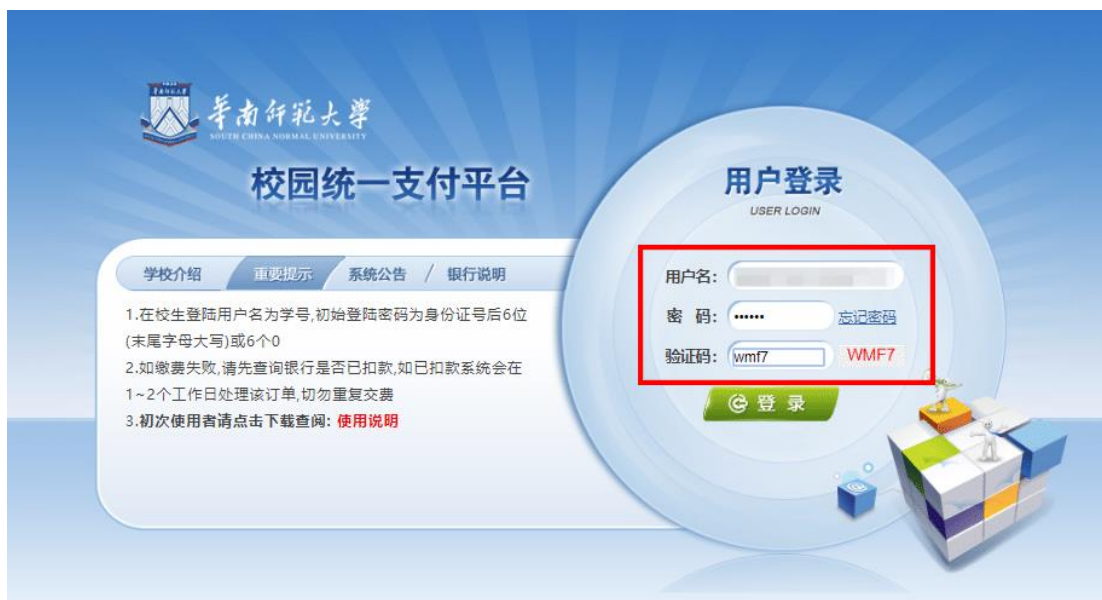 華南師範大學
SOUTH CHINA NORMAL UNIVERSITY
校园统一支付平台
学校介绍 重要提示 系统公告 / 银行说明
1.在校生登陆用户名为学号,初始登陆密码为身份证号后6位
(末尾字母大写)或6个0
2.如缴费失败,请先查询银行是否已扣款,如已扣款系统会在
1~2个工作日处理该订单,切勿重复交费
3.初次使用者请点击下载查阅: 使用说明
用户登录
USER LOGIN
用户名:
密 码: •••••• 忘记密码
验证码: wmf7 WMF7
登 录
@